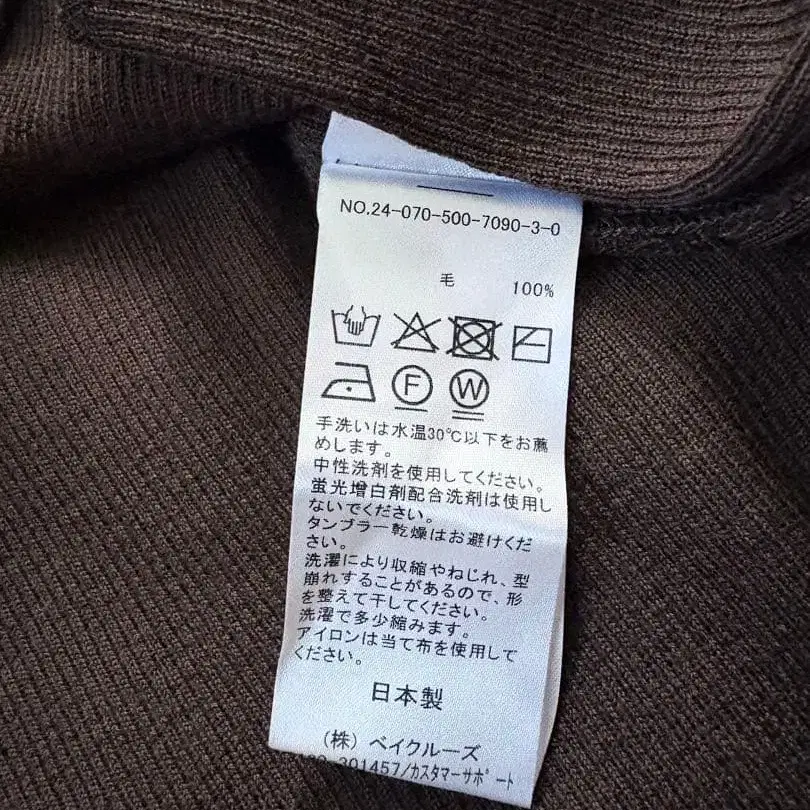 NO.24-070-500-7090-3-0
毛 100%
F W
手洗いは水温30℃以下をお薦
めします。
中性洗剤を使用してください。
蛍光増白剤配合洗剤は使用し
ないでください。
タンブラー乾燥はお避けくだ
さい。
洗濯により収縮やねじれ、型
崩れすることがあるので、形
を整えて干してください。
洗濯で多少縮みます。
アイロンは当て布を使用して
ください。
日本製
(株) ベイクルーズ
301457/カスタマーサポート